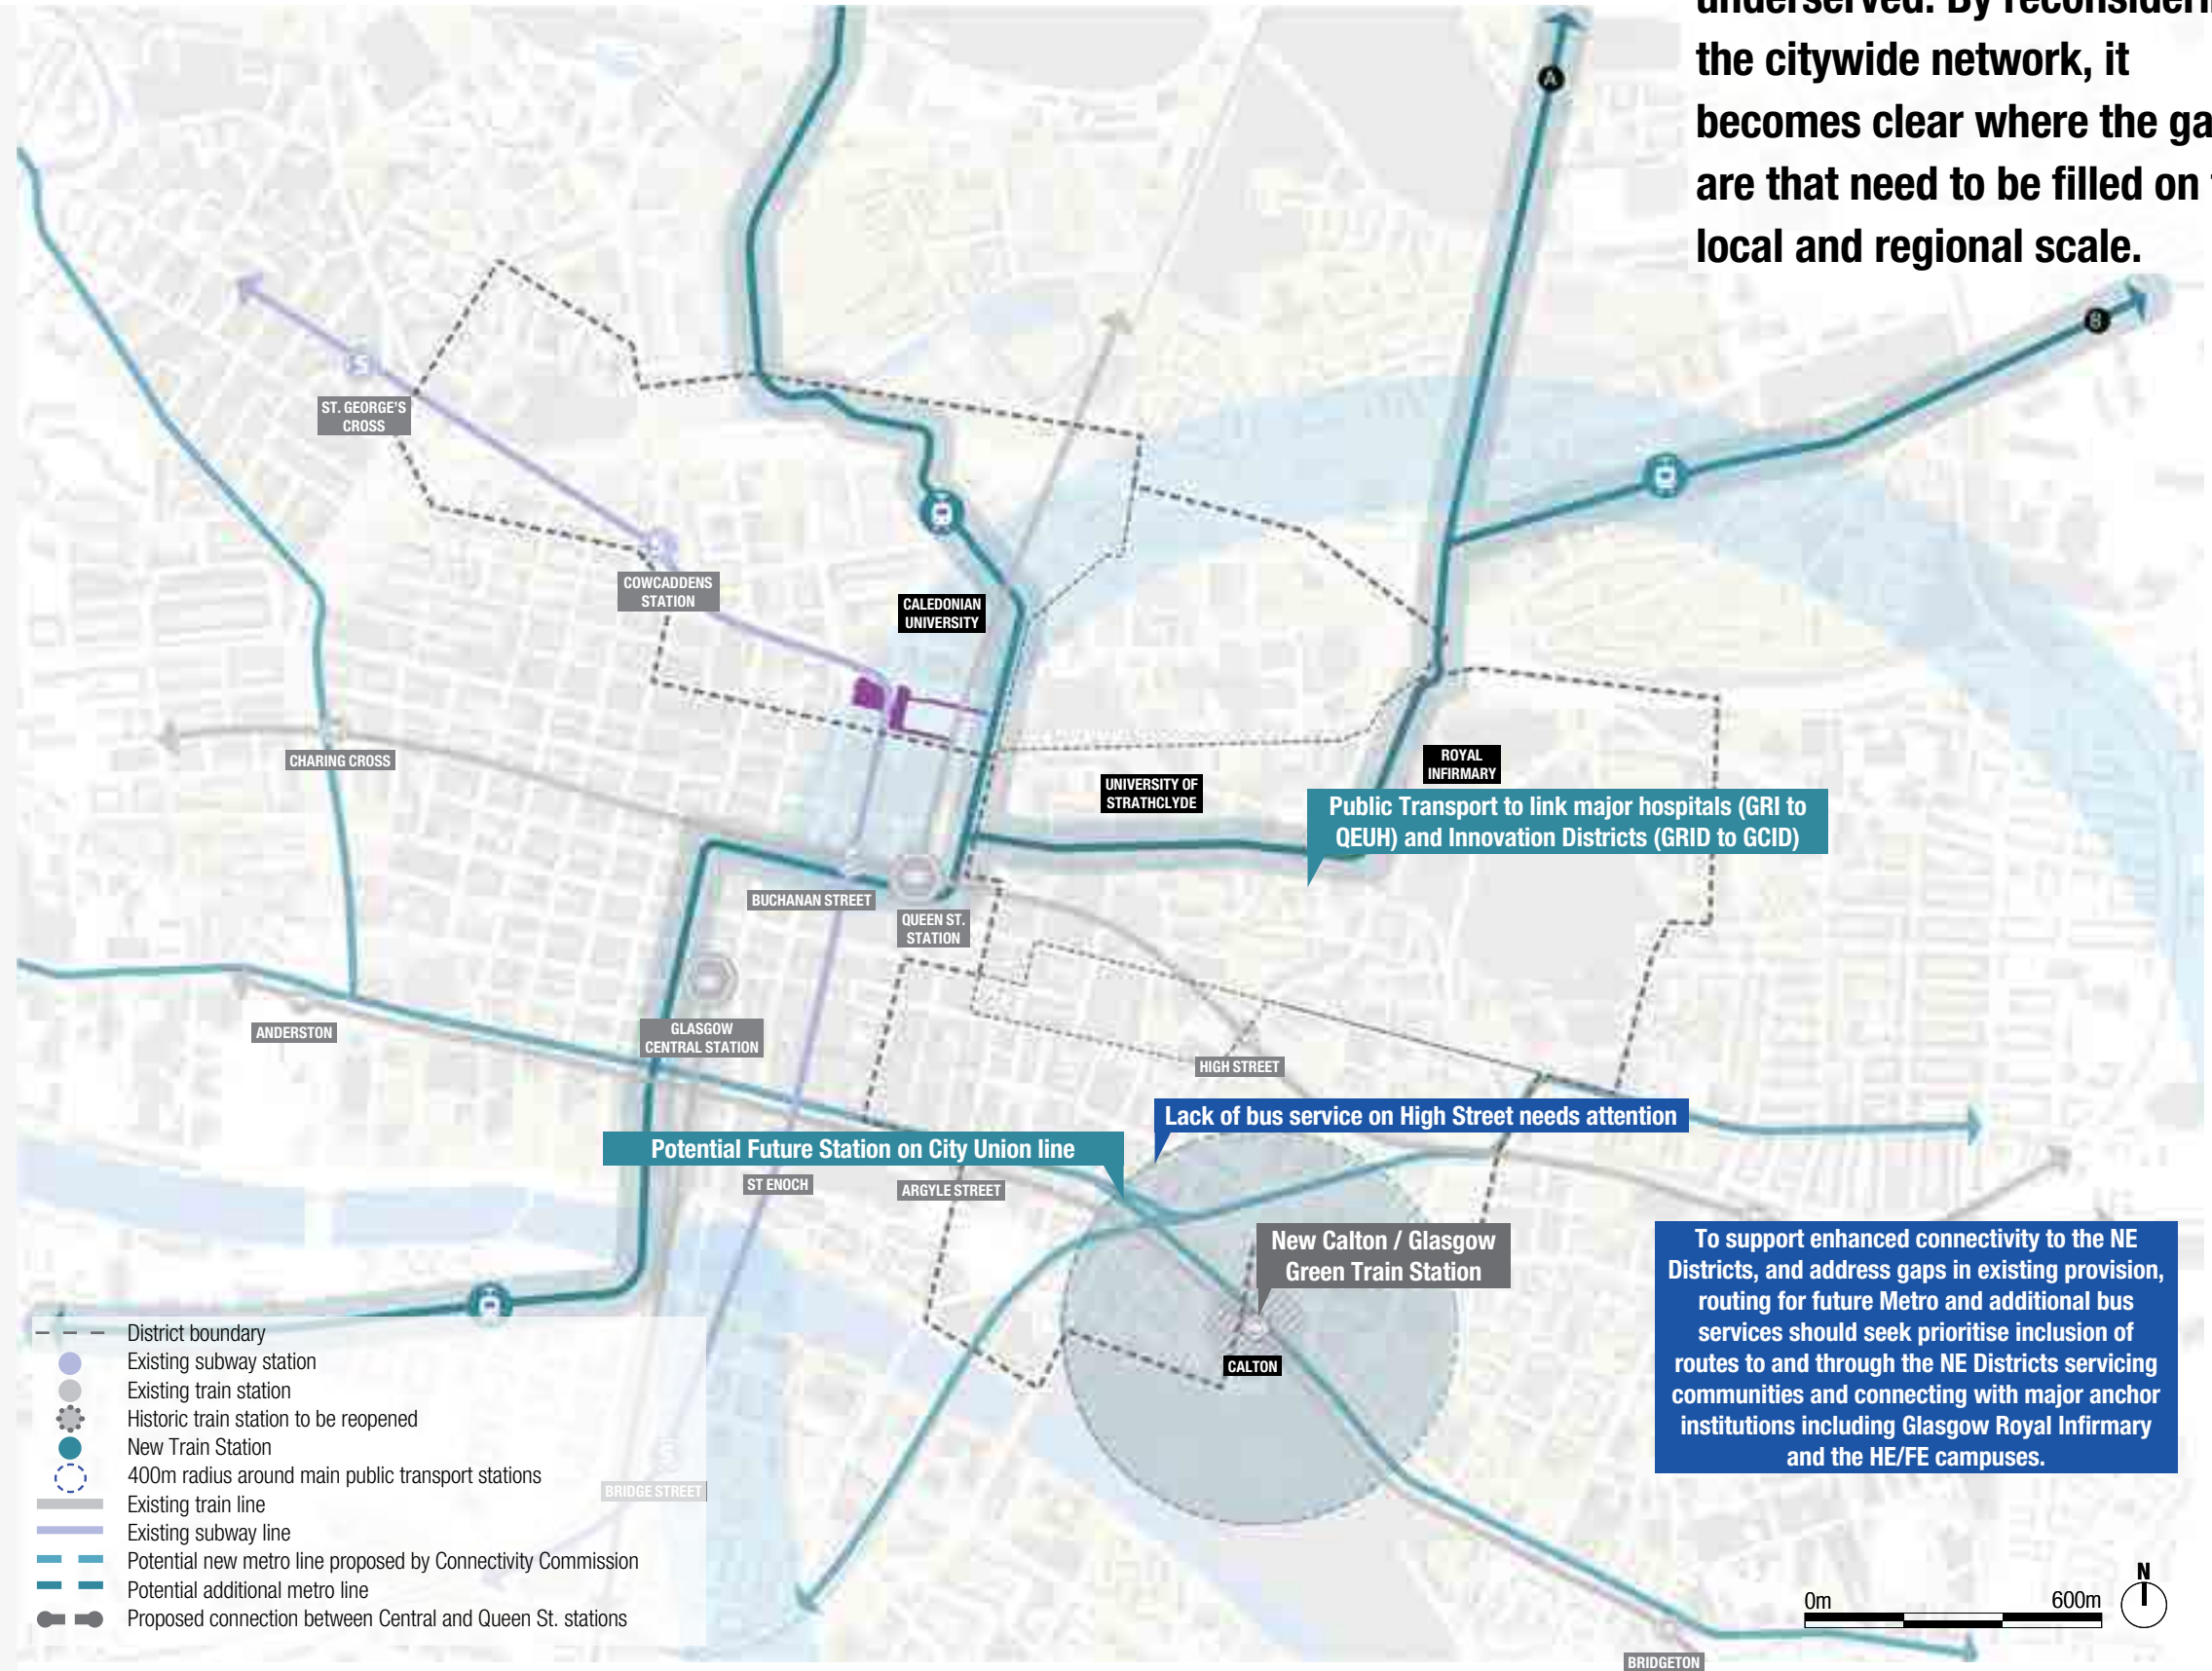 the citywide network, it
becomes clear where the
are that need to be filled on
local and regional scale.
A
B
ST. GEORGE'S
CROSS
COWCADDENS
STATION
CALEDONIAN
UNIVERSITY
CHARING CROSS
UNIVERSITY OF
STRATHCLYDE
ROYAL
INFIRMARY
Public Transport to link major hospitals (GRI to
QEUH) and Innovation Districts (GRID to GCID)
BUCHANAN STREET
QUEEN ST.
STATION
ANDERSTON
GLASGOW
CENTRAL STATION
HIGH STREET
Lack of bus service on High Street needs attention
Potential Future Station on City Union line
ST ENOCH
ARGYLE STREET
New Calton / Glasgow
Green Train Station
CALTON
To support enhanced connectivity to the NE
Districts, and address gaps in existing provision,
routing for future Metro and additional bus
services should seek prioritise inclusion of
routes to and through the NE Districts servicing
communities and connecting with major anchor
institutions including Glasgow Royal Infirmary
and the HE/FE campuses.
District boundary
Existing subway station
Existing train station
Historic train station to be reopened
New Train Station
400m radius around main public transport stations
Existing train line
Existing subway line
Potential new metro line proposed by Connectivity Commission
Potential additional metro line
Proposed connection between Central and Queen St. stations
BRIDGE STREET
0m 600m
N
BRIDGETON